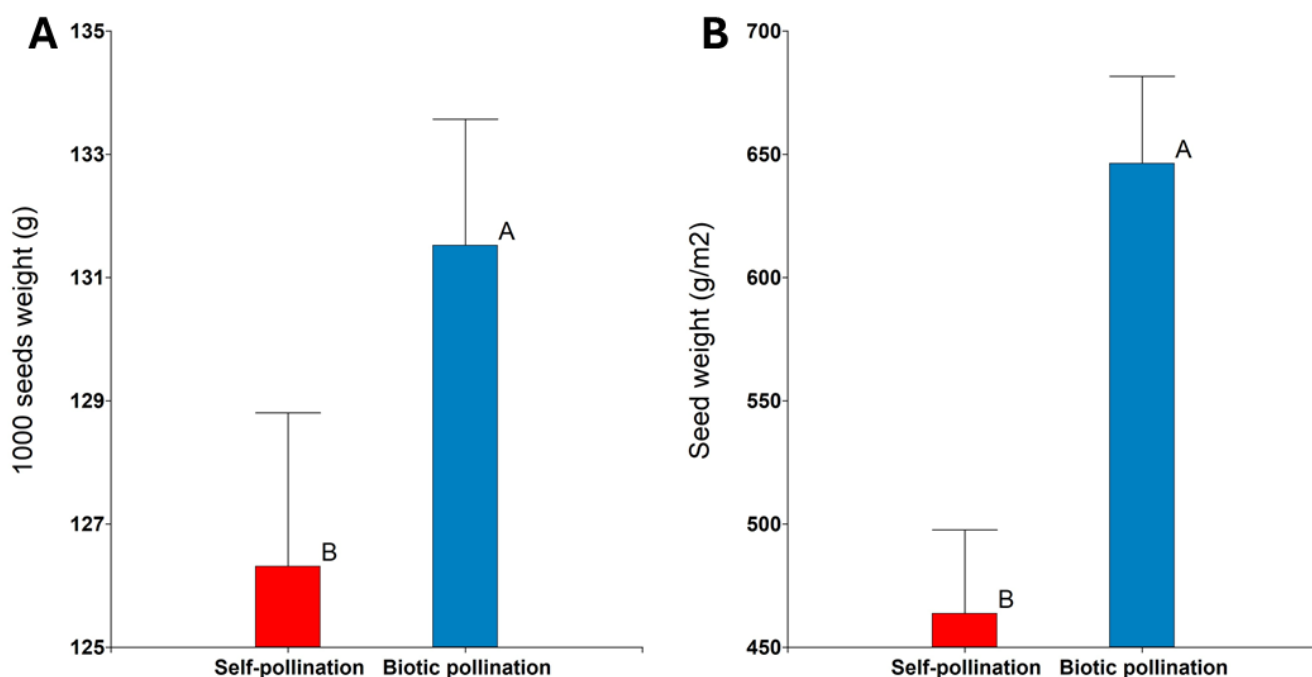 A
135
133
131
129
127
125
1000 seeds weight (g)
B
A
Self-pollination Biotic pollination
B
700
650
600
550
500
450
Seed weight (g/m2)
B
A
Self-pollination Biotic pollination